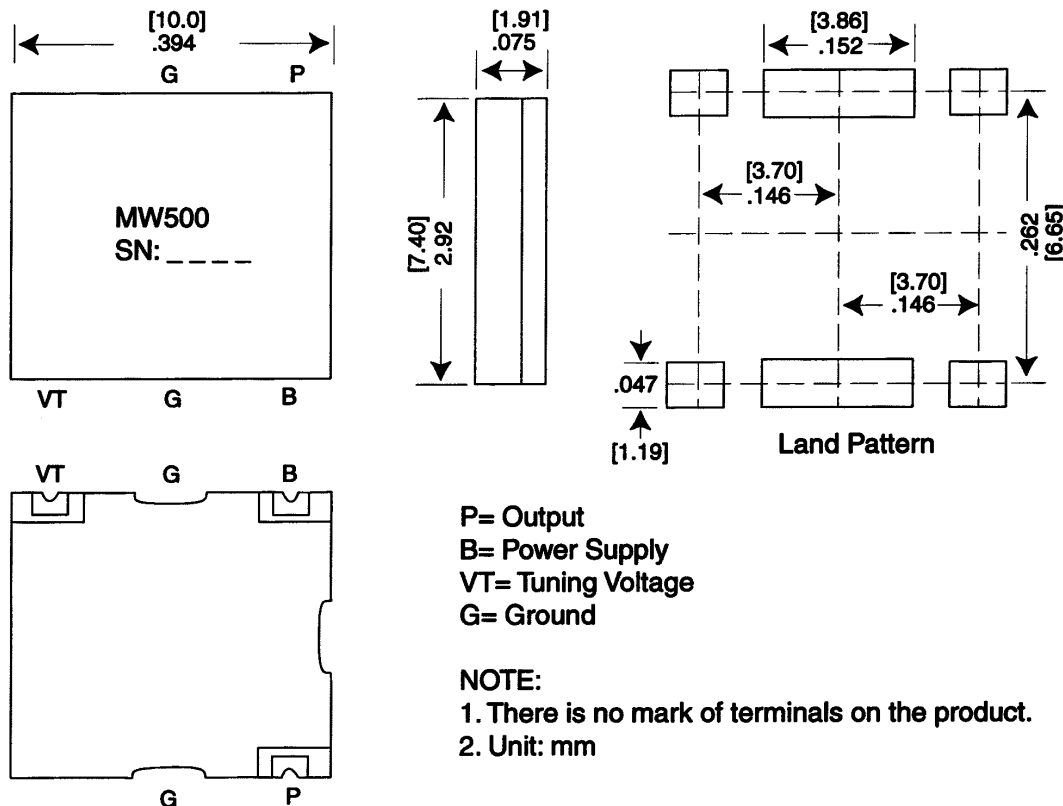 [10.0]
.394
G P
MW500
SN: _ _ _ _
VT G B
[1.91]
.075
[7.40]
2.92
[3.86]
.152
[3.70]
.146
.262
[6.65]
[3.70]
.146
.047
[1.19]
Land Pattern
VT G B
G P
P= Output
B= Power Supply
VT= Tuning Voltage
G= Ground
NOTE:
1. There is no mark of terminals on the product.
2. Unit: mm